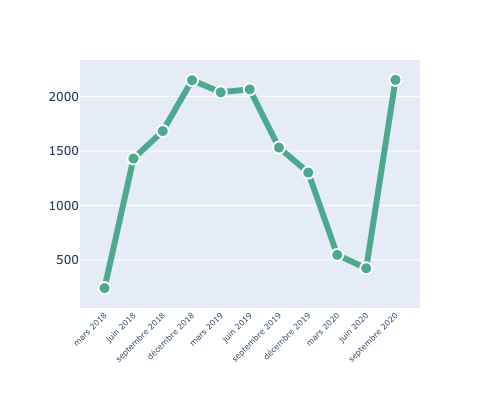 2000
1500
1000
500
mars 2018
juin 2018
septembre 2018
décembre 2018
mars 2019
juin 2019
septembre 2019
décembre 2019
mars 2020
juin 2020
septembre 2020